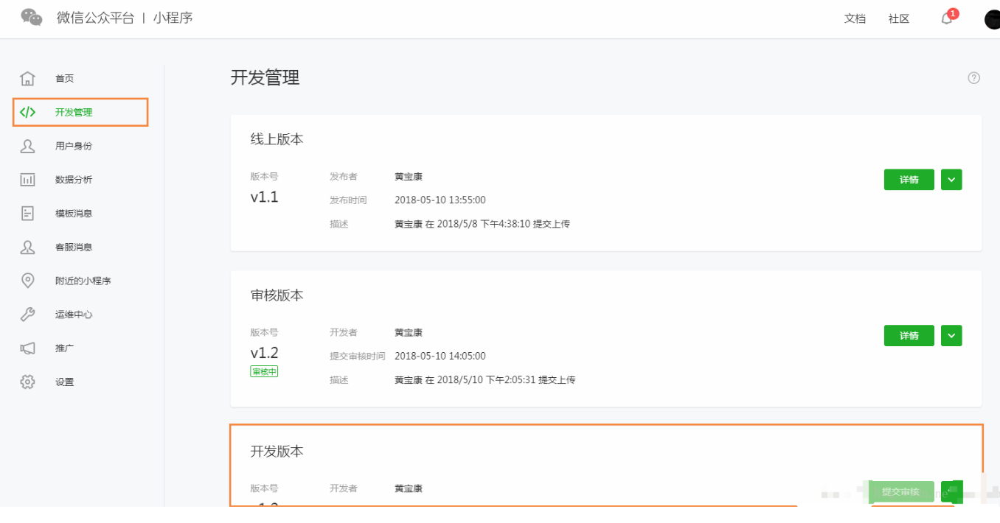 微信公众平台 | 小程序
文档 社区 1
首页
开发管理
用户身份
数据分析
模板消息
客服消息
附近的小程序
运维中心
推广
设置
开发管理
线上版本
版本号 发布者 黄宝康 详情
v1.1 发布时间 2018-05-10 13:55:00
描述 黄宝康 在 2018/5/8 下午4:38:10 提交上传
审核版本
版本号 开发者 黄宝康 详情
v1.2 提交审核时间 2018-05-10 14:05:00
审核中
描述 黄宝康 在 2018/5/10 下午2:05:31 提交上传
开发版本
版本号 开发者 黄宝康 提交审核